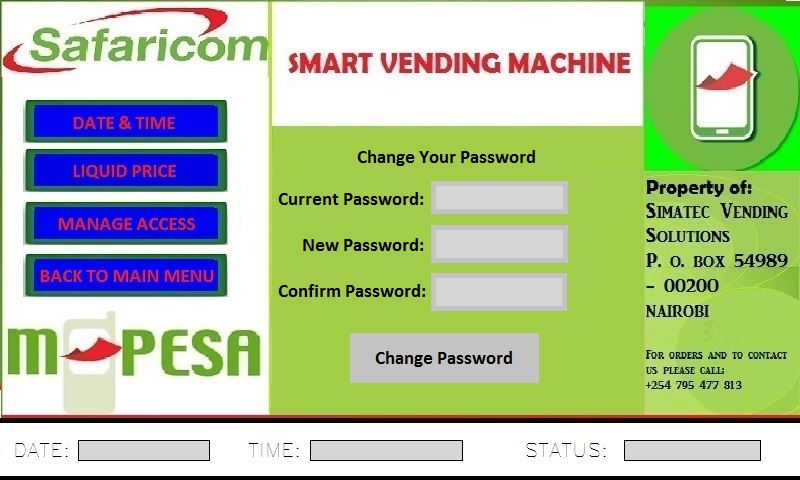 Safaricom
DATE & TIME
LIQUID PRICE
MANAGE ACCESS
BACK TO MAIN MENU
M PESA
SMART VENDING MACHINE
Change Your Password
Current Password:
New Password:
Confirm Password:
Change Password
Property of:
SIMATEC VENDING
SOLUTIONS
P. O. BOX 54989
- 00200
NAIROBI
FOR ORDERS AND TO CONTACT
US PLEASE CALL:
+254 795 477 813
DATE:
TIME:
STATUS: